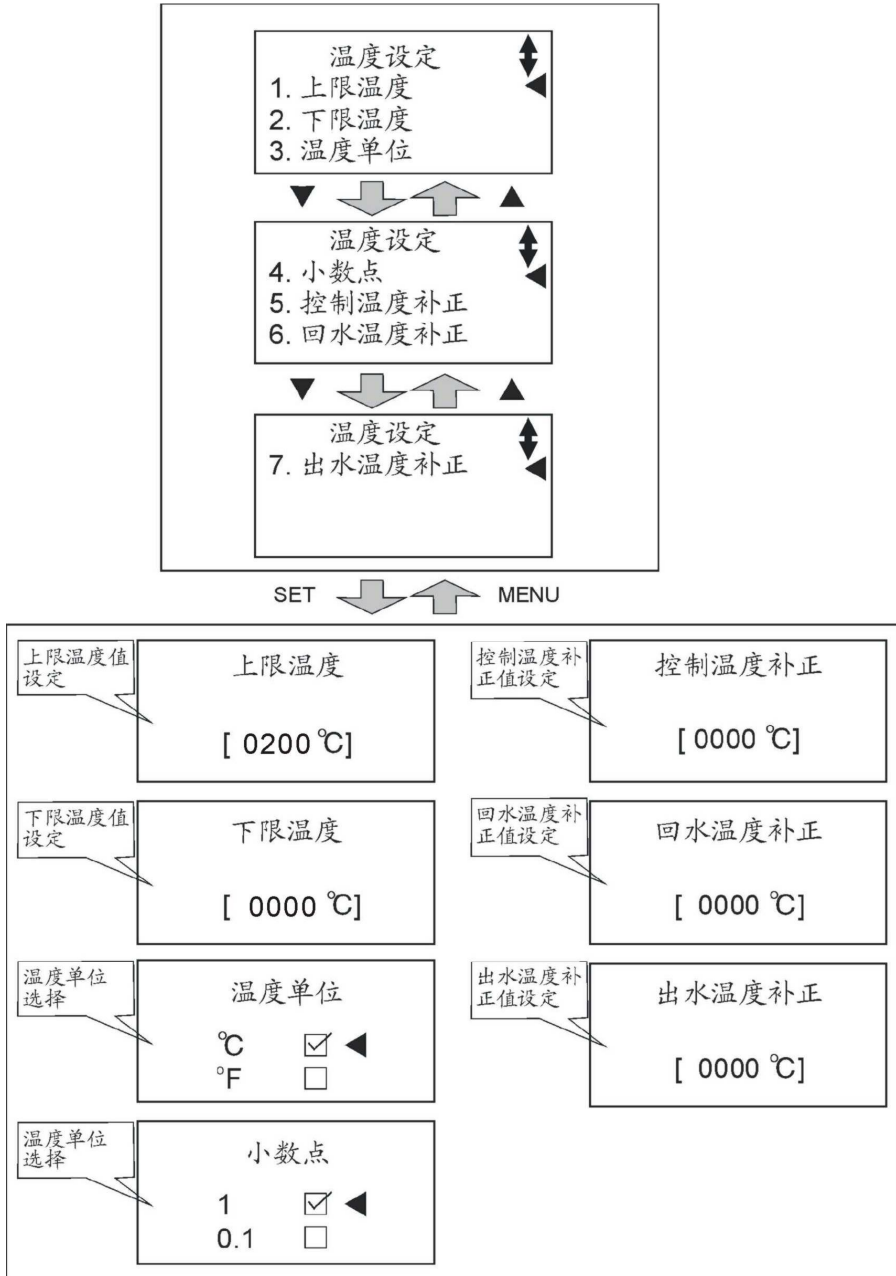 温度设定
1. 上限温度
2. 下限温度
3. 温度单位
温度设定
4. 小数点
5. 控制温度补正
6. 回水温度补正
温度设定
7. 出水温度补正
SET
MENU
上限温度值
设定
上限温度
[ 0200 ℃]
下限温度值
设定
下限温度
[ 0000 ℃]
温度单位
选择
温度单位
℃
°F
温度单位
选择
小数点
1
0.1
控制温度补
正值设定
控制温度补正
[ 0000 ℃]
回水温度补
正值设定
回水温度补正
[ 0000 ℃]
出水温度补
正值设定
出水温度补正
[ 0000 ℃]